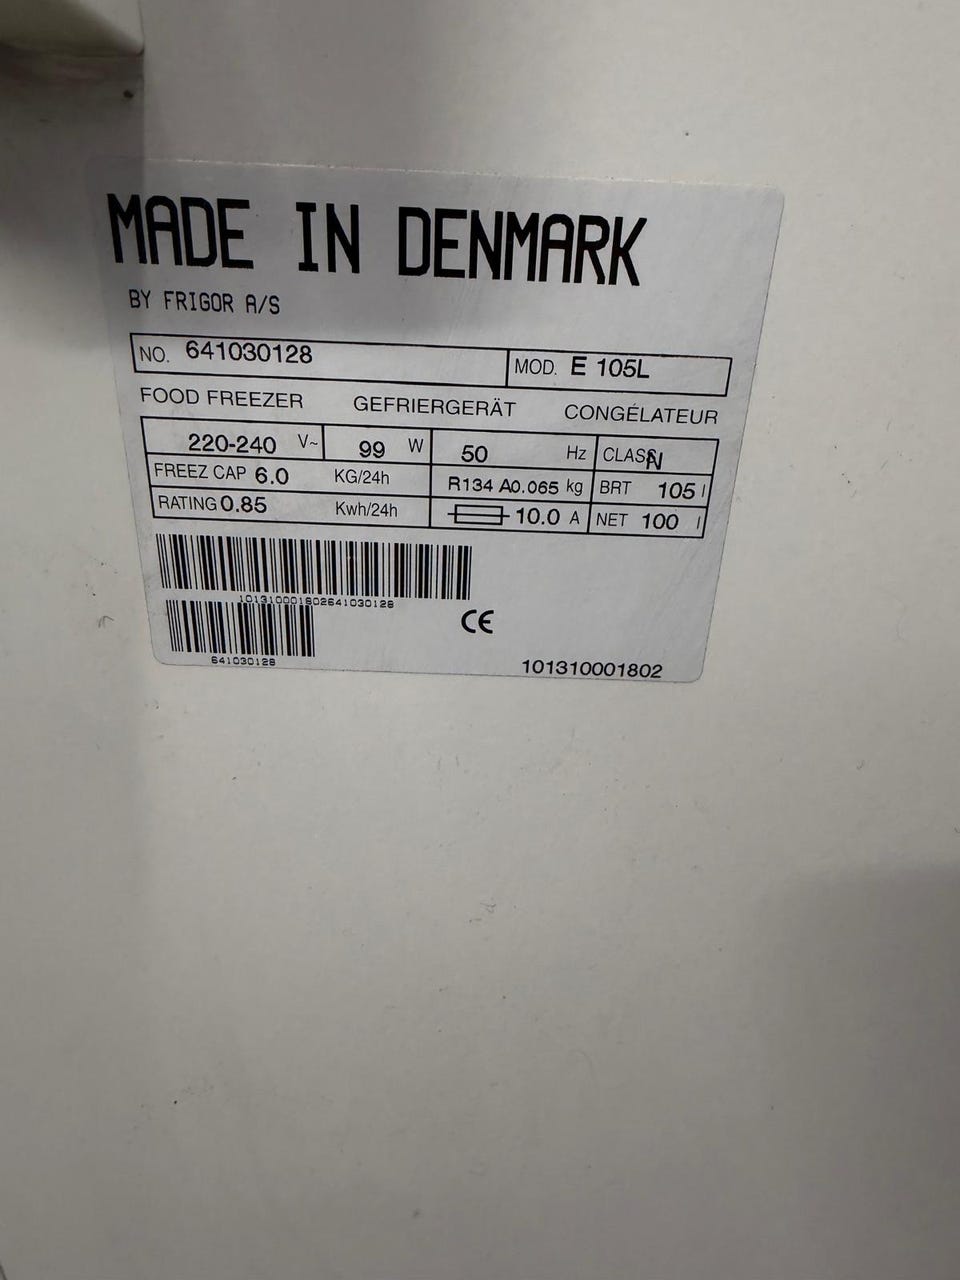 MADE IN DENMARK
BY FRIGOR A/S
NO. 641030128 MOD. E 105L
FOOD FREEZER GEFRIERGERÄT CONGÉLATEUR
220-240 V~ 99 W 50 Hz CLASS N
FREEZ CAP 6.0 KG/24h R134 A0.065 kg BRT 105 l
RATING 0.85 Kwh/24h 10.0 A NET 100 l
101310001802641030128
641030128
CE
101310001802